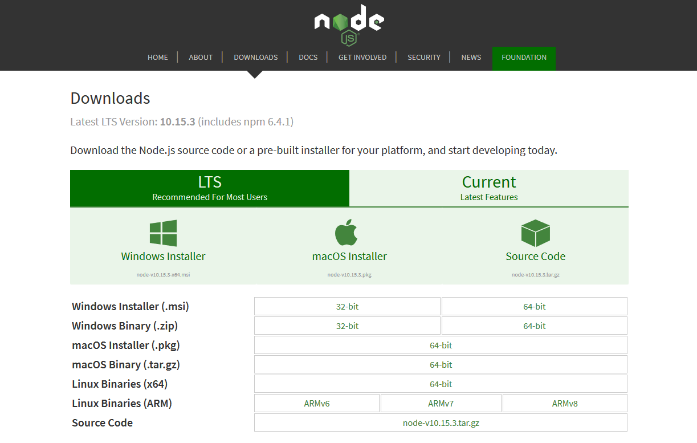 node
JS
HOME ABOUT DOWNLOADS DOCS GET INVOLVED SECURITY NEWS FOUNDATION
Downloads
Latest LTS Version: 10.15.3 (includes npm 6.4.1)
Download the Node.js source code or a pre-built installer for your platform, and start developing today.
LTS Current
Recommended For Most Users Latest Features
Windows Installer macOS Installer Source Code
node-v10.15.3-x64.msi node-v10.15.3.pkg node-v10.15.3.tar.gz
Windows Installer (.msi) 32-bit 64-bit
Windows Binary (.zip) 32-bit 64-bit
macOS Installer (.pkg) 64-bit
macOS Binary (.tar.gz) 64-bit
Linux Binaries (x64) 64-bit
Linux Binaries (ARM) ARMv6 ARMv7 ARMv8
Source Code node-v10.15.3.tar.gz